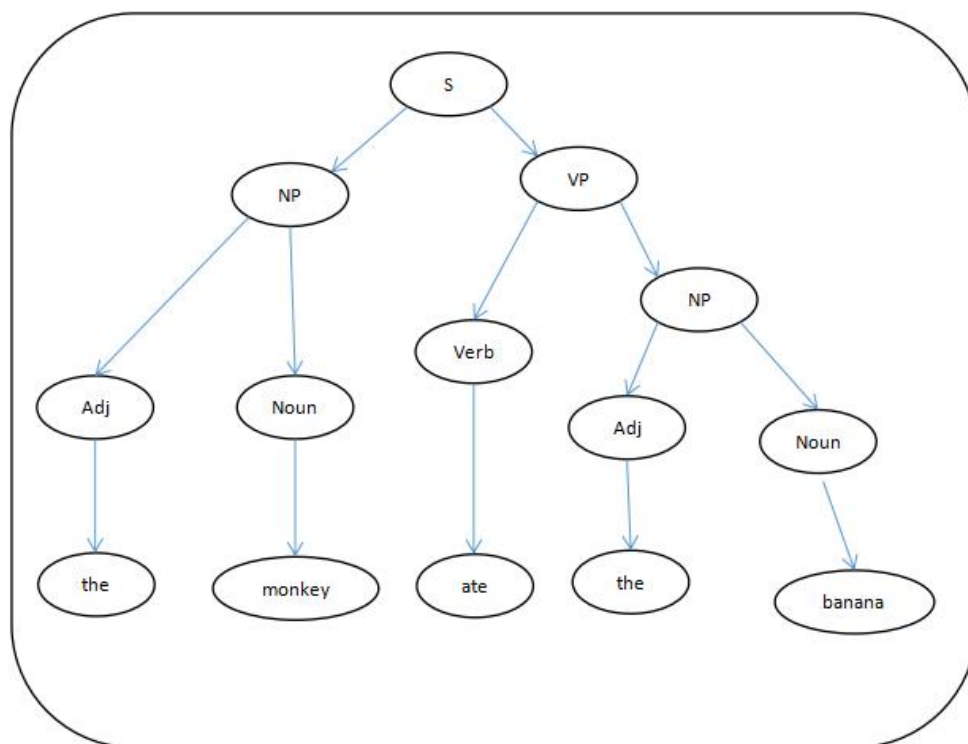 S
NP
VP
NP
Verb
Adj
Noun
Adj
Noun
the
monkey
ate
the
banana